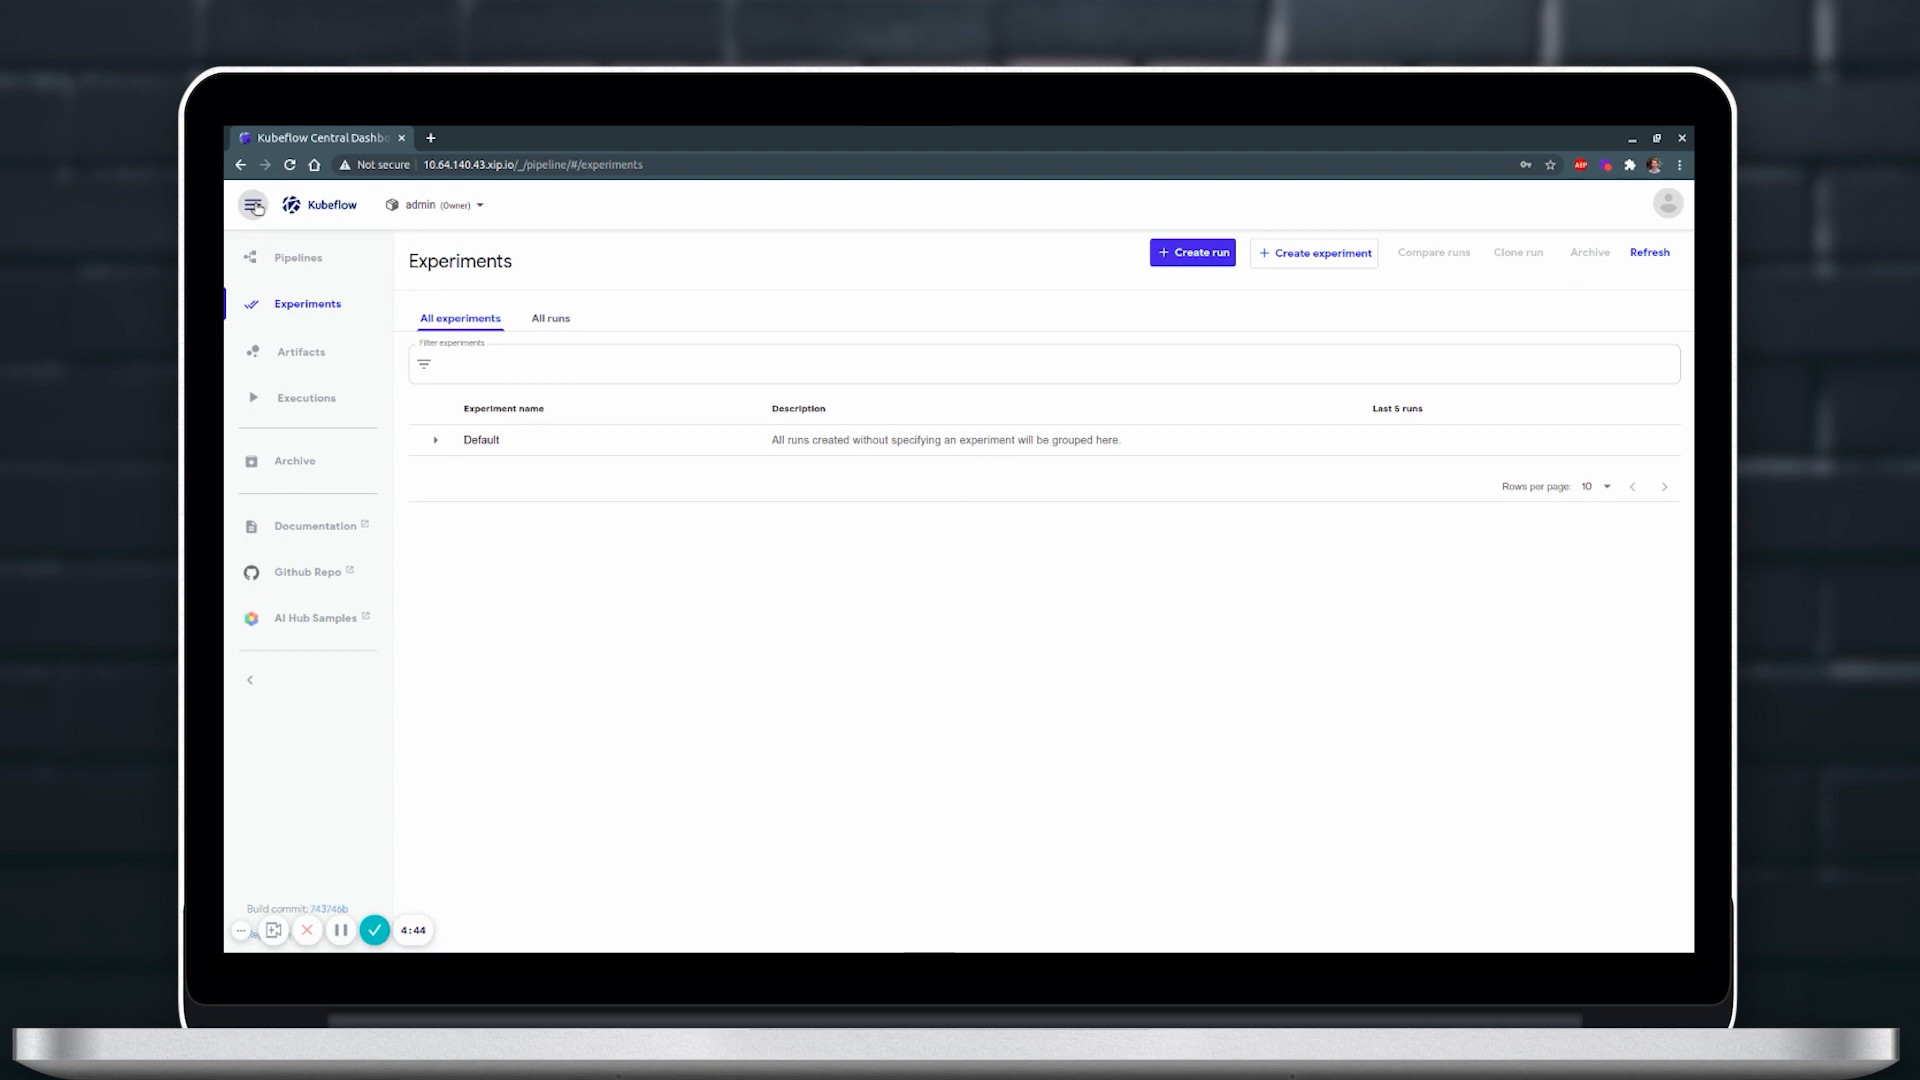 Kubeflow Central Dashbo
Not secure 10.64.140.43.xip.io/_/pipeline/#/experiments
ABP
Kubeflow admin (Owner)
Pipelines
Experiments
Artifacts
Executions
Archive
Documentation
Github Repo
AI Hub Samples
Build commit: 743746b
4:44
Experiments
+ Create run + Create experiment Compare runs Clone run Archive Refresh
All experiments All runs
Filter experiments
Experiment name Description Last 5 runs
Default All runs created without specifying an experiment will be grouped here.
Rows per page: 10